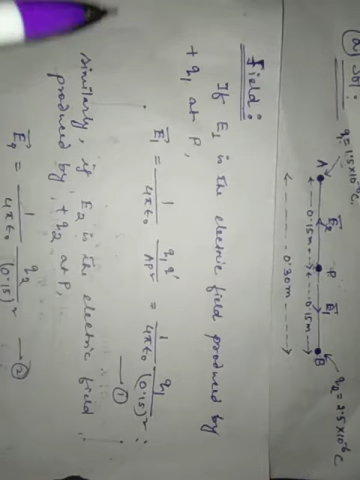 (a) Sol:
q₁ = 1.5×10⁻⁶C, q₂ = 2.5×10⁻⁶C
A E₂ P E₁ B
0.15m 0.15m
0.30m
Field:
If E₁ is the electric field produced by
+ q₁ at P,
E₁ = 1/4πε₀ q₁q'/AP² = 1/4πε₀ q₁/(0.15)² — ①
Similarly, if E₂ is the electric field
produced by + q₂ at P,
E₂ = 1/4πε₀ q₂/(0.15)² — ②